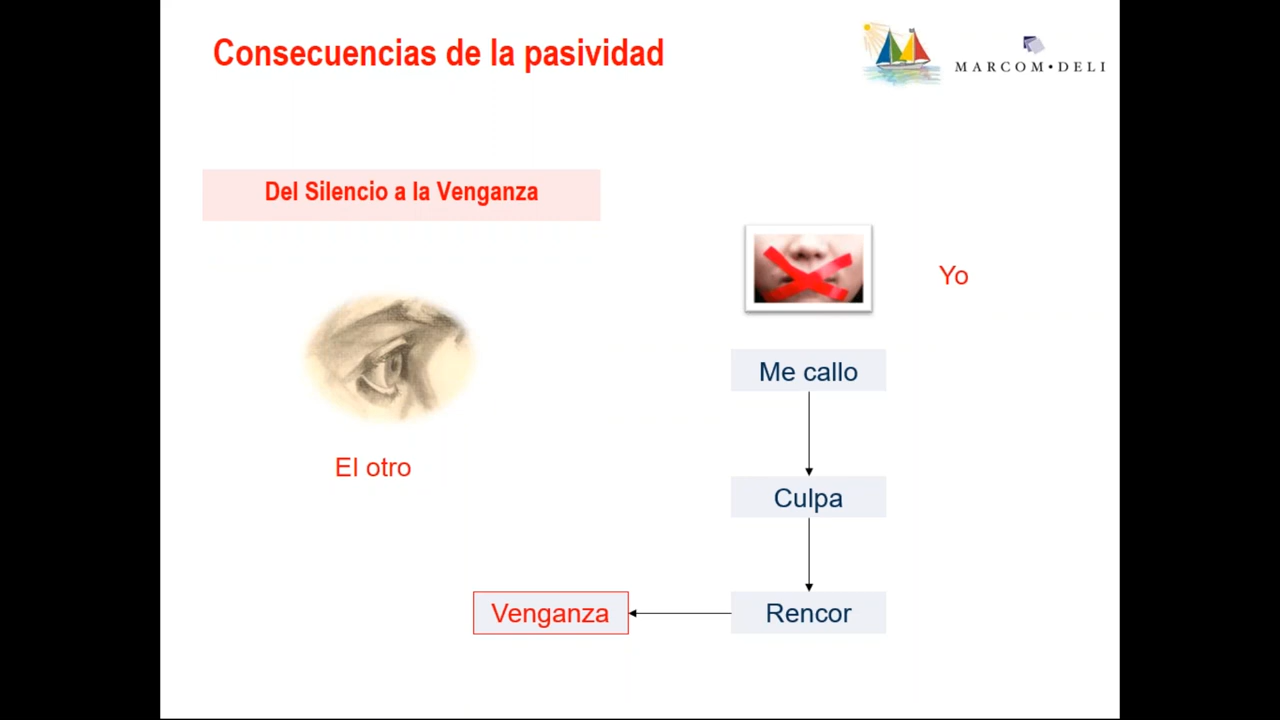 Consecuencias de la pasividad
MARCOM•DELI
Del Silencio a la Venganza
Yo
Me callo
El otro
Culpa
Venganza
Rencor